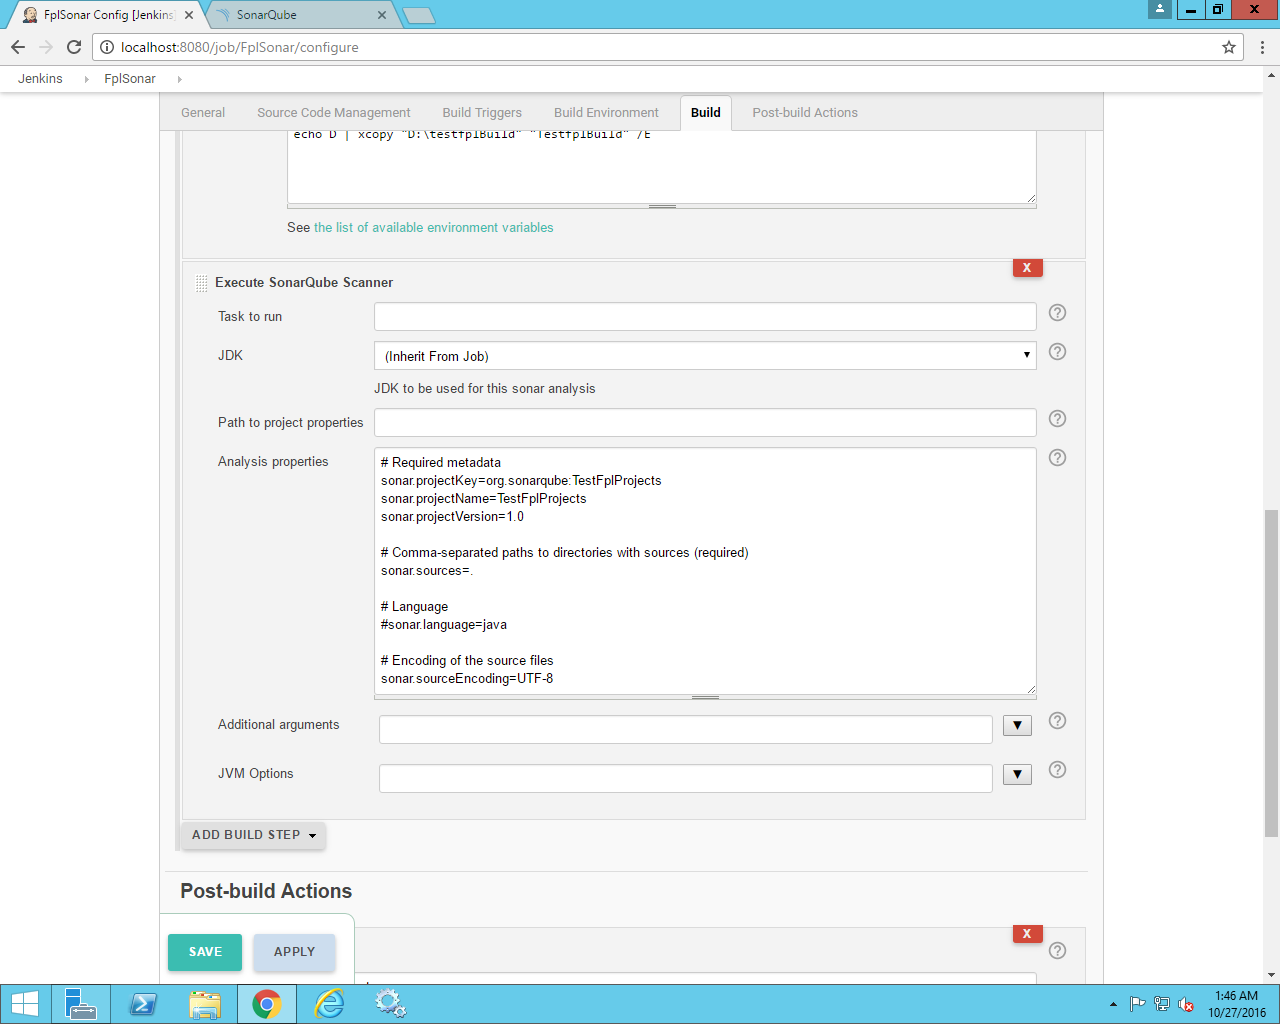 FplSonar Config [Jenkins
SonarQube
localhost:8080/job/FplSonar/configure
Jenkins
FplSonar
General
Source Code Management
Build Triggers
Build Environment
Build
Post-build Actions
echo D | xcopy "D:\testfplBuild" "TestfplBuild" /E
See the list of available environment variables
X
Execute SonarQube Scanner
Task to run
JDK
(Inherit From Job)
JDK to be used for this sonar analysis
Path to project properties
Analysis properties
# Required metadata
sonar.projectKey=org.sonarqube:TestFplProjects
sonar.projectName=TestFplProjects
sonar.projectVersion=1.0
# Comma-separated paths to directories with sources (required)
sonar.sources=.
# Language
#sonar.language=java
# Encoding of the source files
sonar.sourceEncoding=UTF-8
Additional arguments
JVM Options
ADD BUILD STEP
Post-build Actions
X
SAVE
APPLY
1:46 AM
10/27/2016